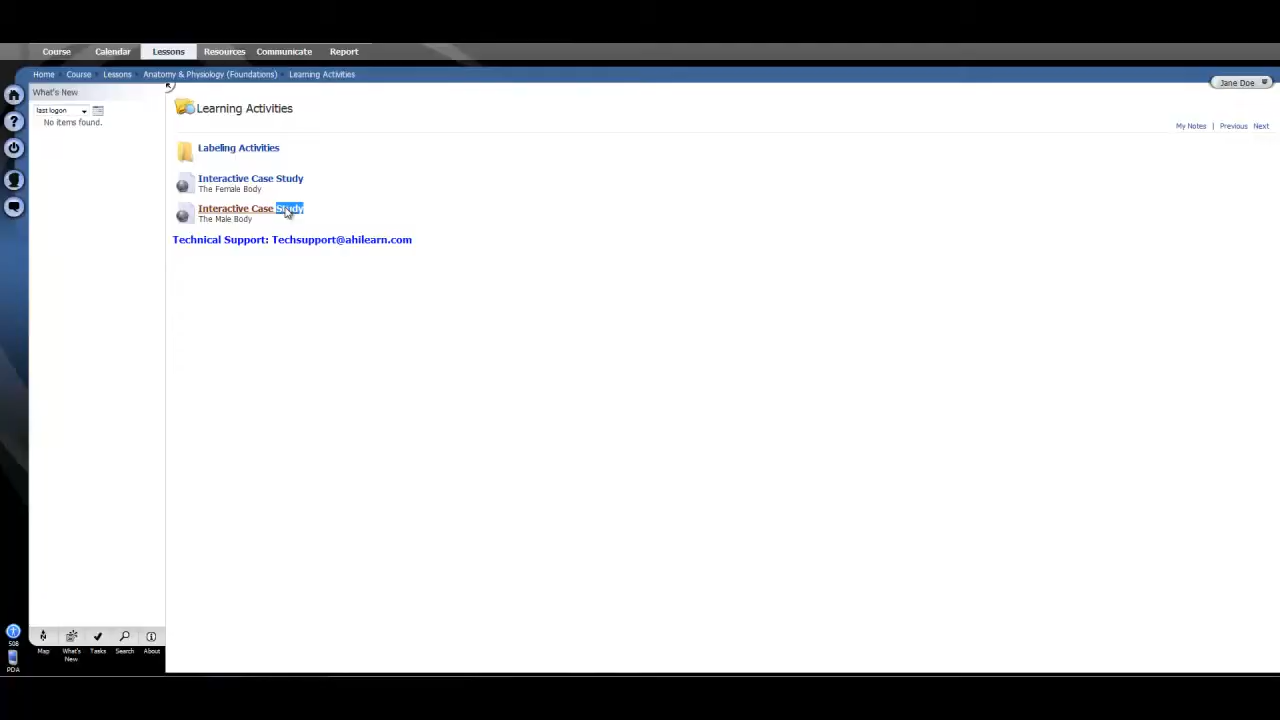 Course Calendar Lessons Resources Communicate Report
Home Course Lessons Anatomy & Physiology (Foundations) Learning Activities
Jane Doe
What's New
last logon
No items found.
Learning Activities
My Notes | Previous Next
Labeling Activities
Interactive Case Study
The Female Body
Interactive Case Study
The Male Body
Technical Support: Techsupport@ahilearn.com
508
PDA
Map What's New Tasks Search About